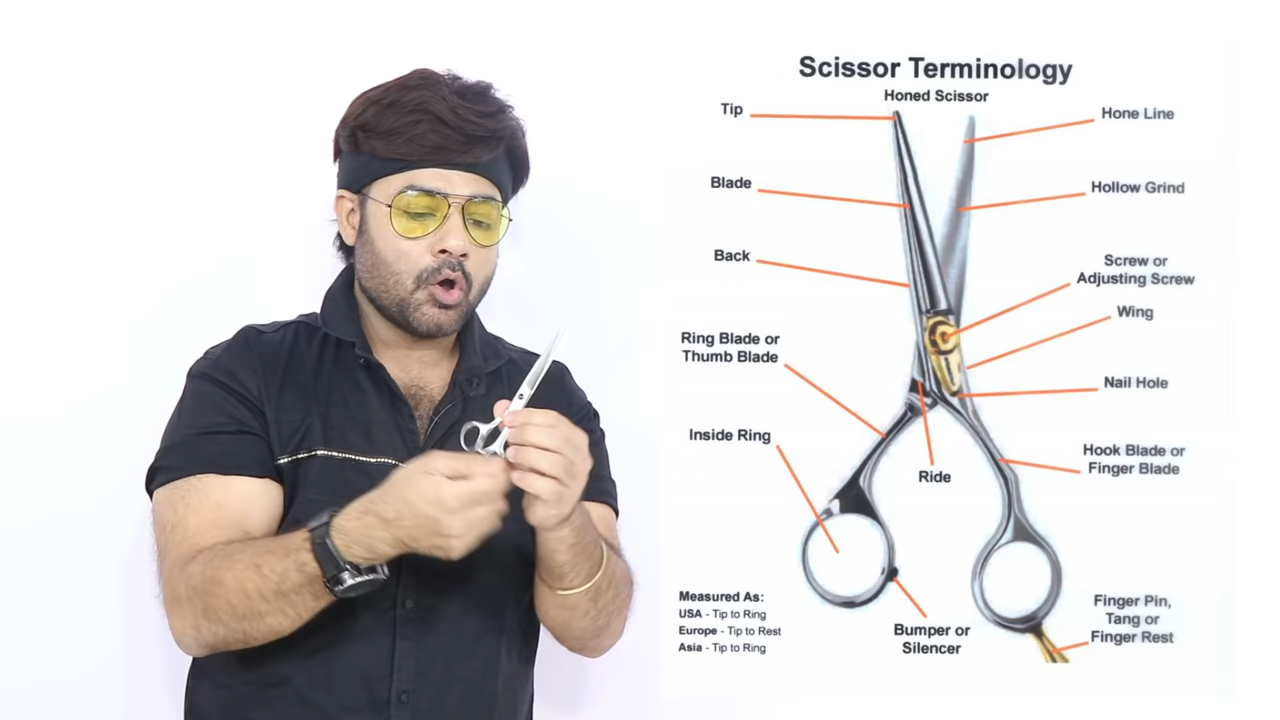 Scissor Terminology
Honed Scissor
Tip
Hone Line
Blade
Hollow Grind
Back
Screw or
Adjusting Screw
Wing
Ring Blade or
Thumb Blade
Nail Hole
Inside Ring
Hook Blade or
Finger Blade
Ride
Measured As:
USA - Tip to Ring
Europe - Tip to Rest
Asia - Tip to Ring
Bumper or
Silencer
Finger Pin,
Tang or
Finger Rest